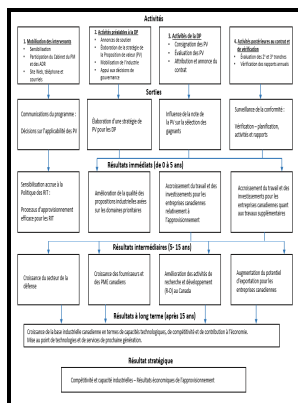 Activités
1. Mobilisation des intervenants
- Sensibilisation
- Participation du Cabinet du PM et des ADR
- Site Web, téléphone et courriels
2. Activités préalables à la DP
- Annonces de soutien
- Élaboration de la stratégie de la Proposition de valeur (PV)
- Mobilisation de l'industrie
- Appui aux décisions de gouvernance
3. Activités de la DP
- Consignation des PV
- Évaluation des PV
- Attribution et annonce du contrat
4. Activités postérieures au contrat et de vérification
- Évaluation des 2e et 3e tranches
- Vérification des rapports annuels
Sorties
Communications du programme :
Décisions sur l'applicabilité des PV
Élaboration d'une stratégie de PV pour les DP
Influence de la note de la PV sur la sélection des gagnants
Surveillance de la conformité :
Vérification – planification, activités et rapports
Résultats immédiats (de 0 à 5 ans)
Sensibilisation accrue à la Politique des RIT :
Processus d'approvisionnement efficace pour les RIT
Amélioration de la qualité des propositions industrielles axées sur les domaines prioritaires
Accroissement du travail et des investissements pour les entreprises canadiennes relativement à l'approvisionnement
Accroissement du travail et des investissements pour les entreprises canadiennes quant aux travaux supplémentaires
Résultats intermédiaires (5- 15 ans)
Croissance du secteur de la défense
Croissance des fournisseurs et des PME canadiens
Amélioration des activités de recherche et développement (R-D) au Canada
Augmentation du potentiel d'exportation pour les entreprises canadiennes
Résultats à long terme (après 15 ans)
Croissance de la base industrielle canadienne en termes de capacités technologiques, de compétitivité et de contribution à l'économie.
Mise au point de technologies et de services de prochaine génération.
Résultat stratégique
Compétitivité et capacité industrielles – Résultats économiques de l'approvisionnement